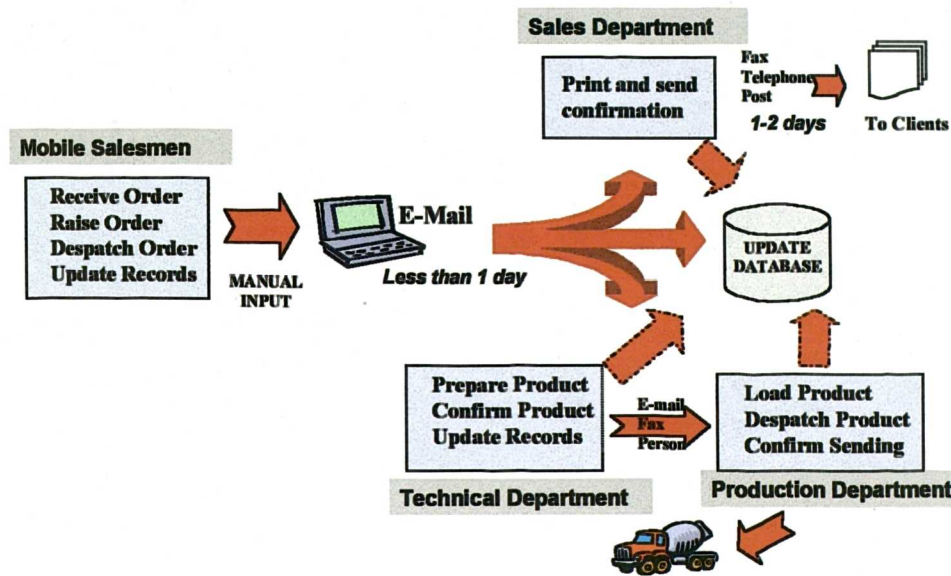 Sales Department
Print and send
confirmation
Fax
Telephone
Post
1-2 days
To Clients
Mobile Salesmen
Receive Order
Raise Order
Despatch Order
Update Records
MANUAL
INPUT
E-Mail
Less than 1 day
UPDATE
DATABASE
Prepare Product
Confirm Product
Update Records
E-mail
Fax
Person
Load Product
Despatch Product
Confirm Sending
Technical Department
Production Department